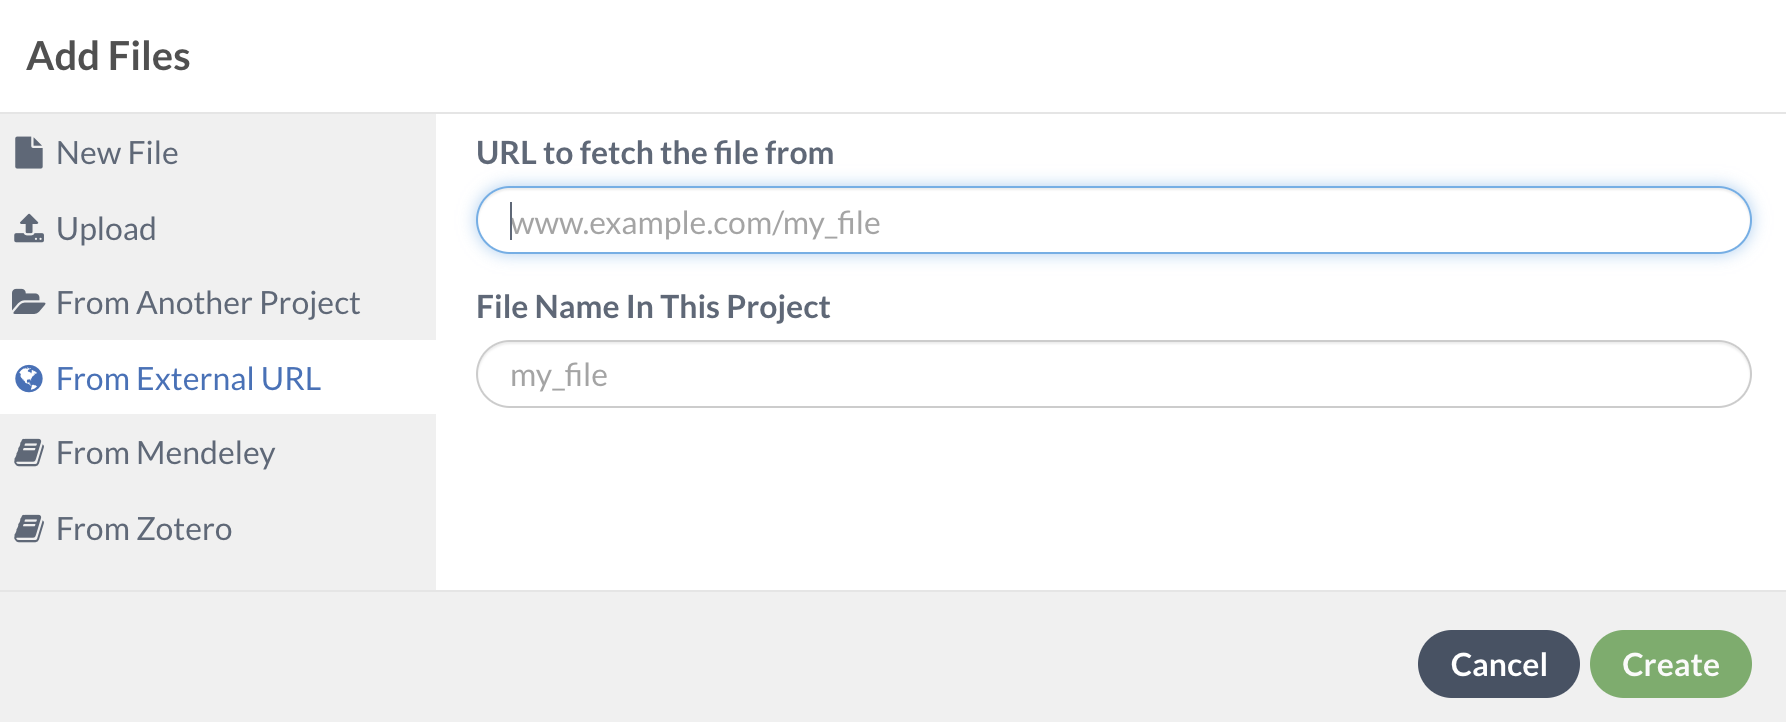 Add Files
New File
Upload
From Another Project
From External URL
From Mendeley
From Zotero
URL to fetch the file from
www.example.com/my_file
File Name In This Project
my_file
Cancel
Create